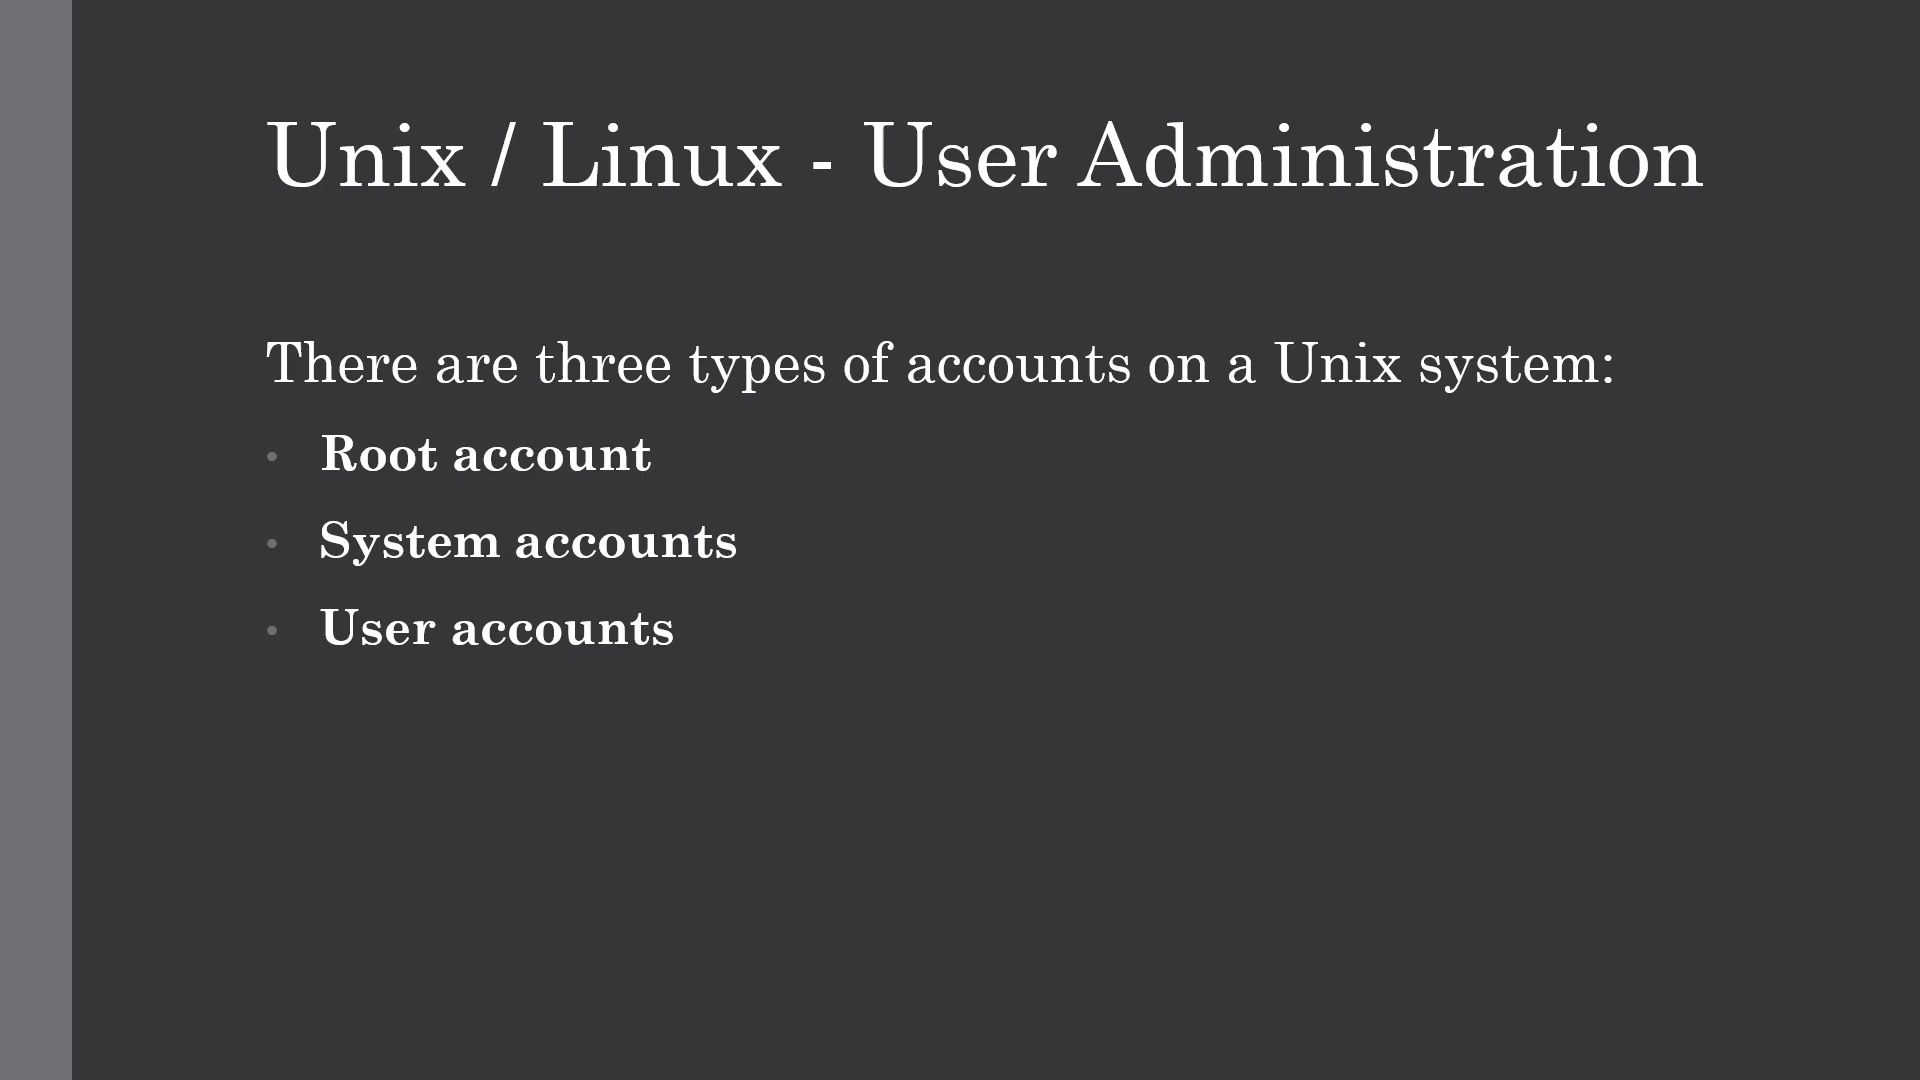 Unix / Linux - User Administration
There are three types of accounts on a Unix system:
• Root account
• System accounts
• User accounts